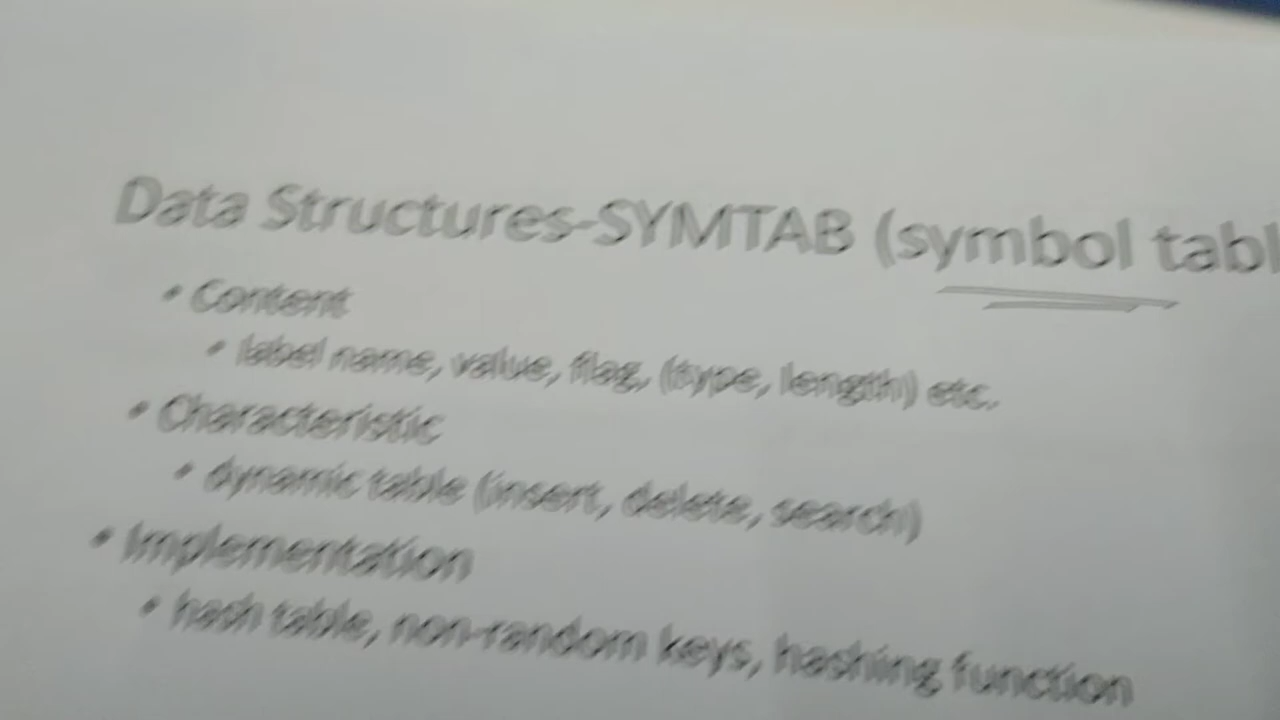 Data Structures-SYMTAB (symbol tabl
• Content
• label name, value, flag, (type, length) etc.
• Characteristic
• dynamic table (insert, delete, search)
• Implementation
• hash table, non-random keys, hashing function